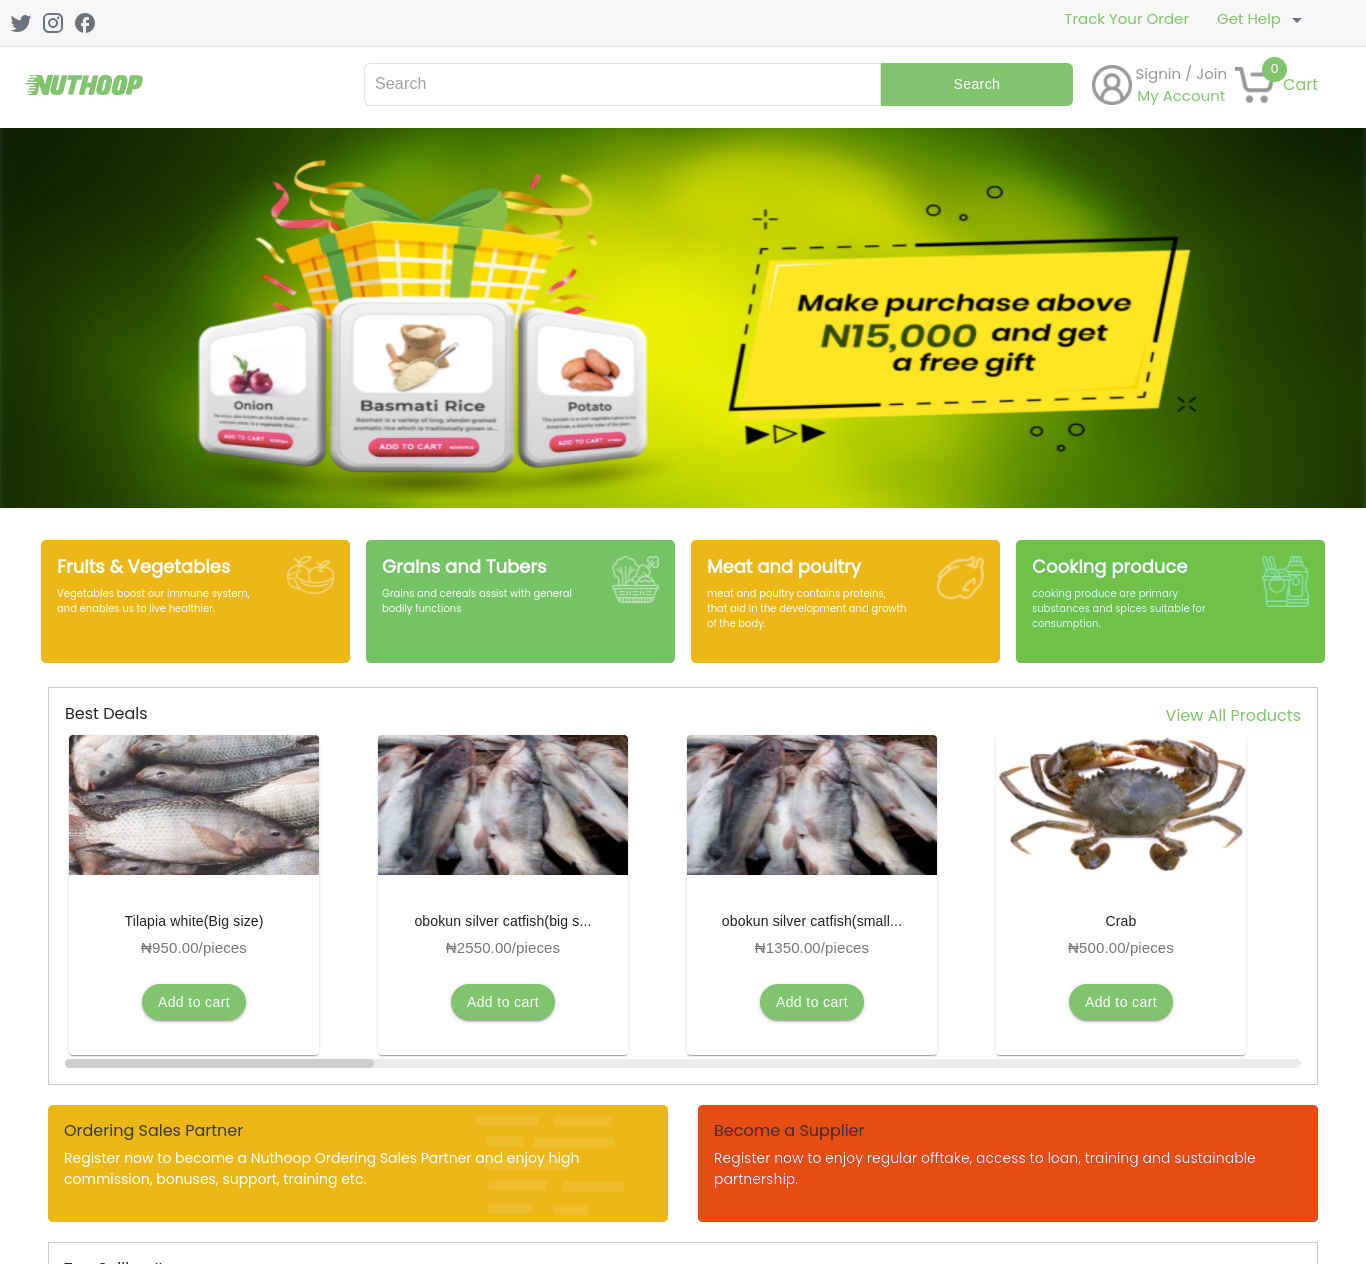 Track Your Order Get Help
NUTHOOP
Search
Search
Signin / Join
My Account
0
Cart
Make purchase above
N15,000 and get
a free gift
Onion
Basmati Rice
Potato
ADD TO CART
ADD TO CART
ADD TO CART
Fruits & Vegetables
Vegetables boost our immune system,
and enables us to live healthier.
Grains and Tubers
Grains and cereals assist with general
bodily functions
Meat and poultry
meat and poultry contains proteins,
that aid in the development and growth
of the body.
Cooking produce
cooking produce are primary
substances and spices suitable for
consumption.
Best Deals
View All Products
Tilapia white(Big size)
₦950.00/pieces
Add to cart
obokun silver catfish(big s...
₦2550.00/pieces
Add to cart
obokun silver catfish(small...
₦1350.00/pieces
Add to cart
Crab
₦500.00/pieces
Add to cart
Ordering Sales Partner
Register now to become a Nuthoop Ordering Sales Partner and enjoy high
commission, bonuses, support, training etc.
Become a Supplier
Register now to enjoy regular offtake, access to loan, training and sustainable
partnership.